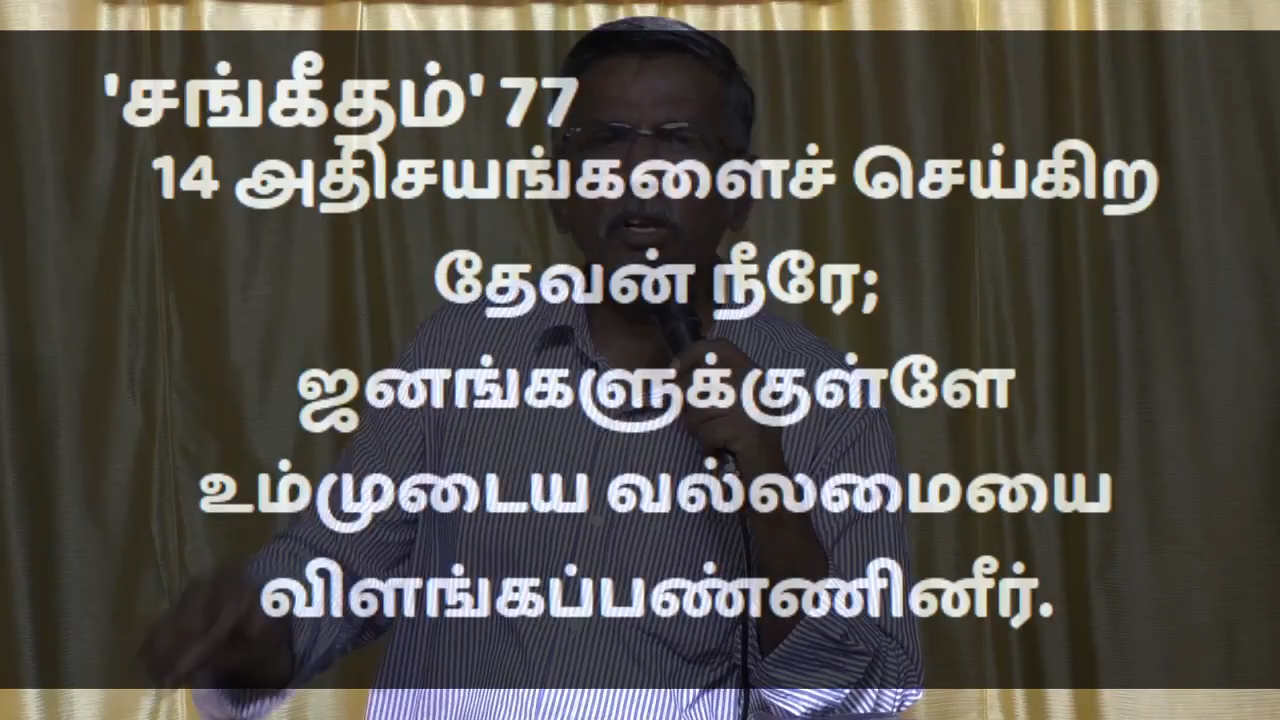 'சங்கீதம்' 77
14 அதிசயங்களைச் செய்கிற
தேவன் நீரே;
ஜனங்களுக்குள்ளே
உம்முடைய வல்லமையை
விளங்கப்பண்ணினீர்.